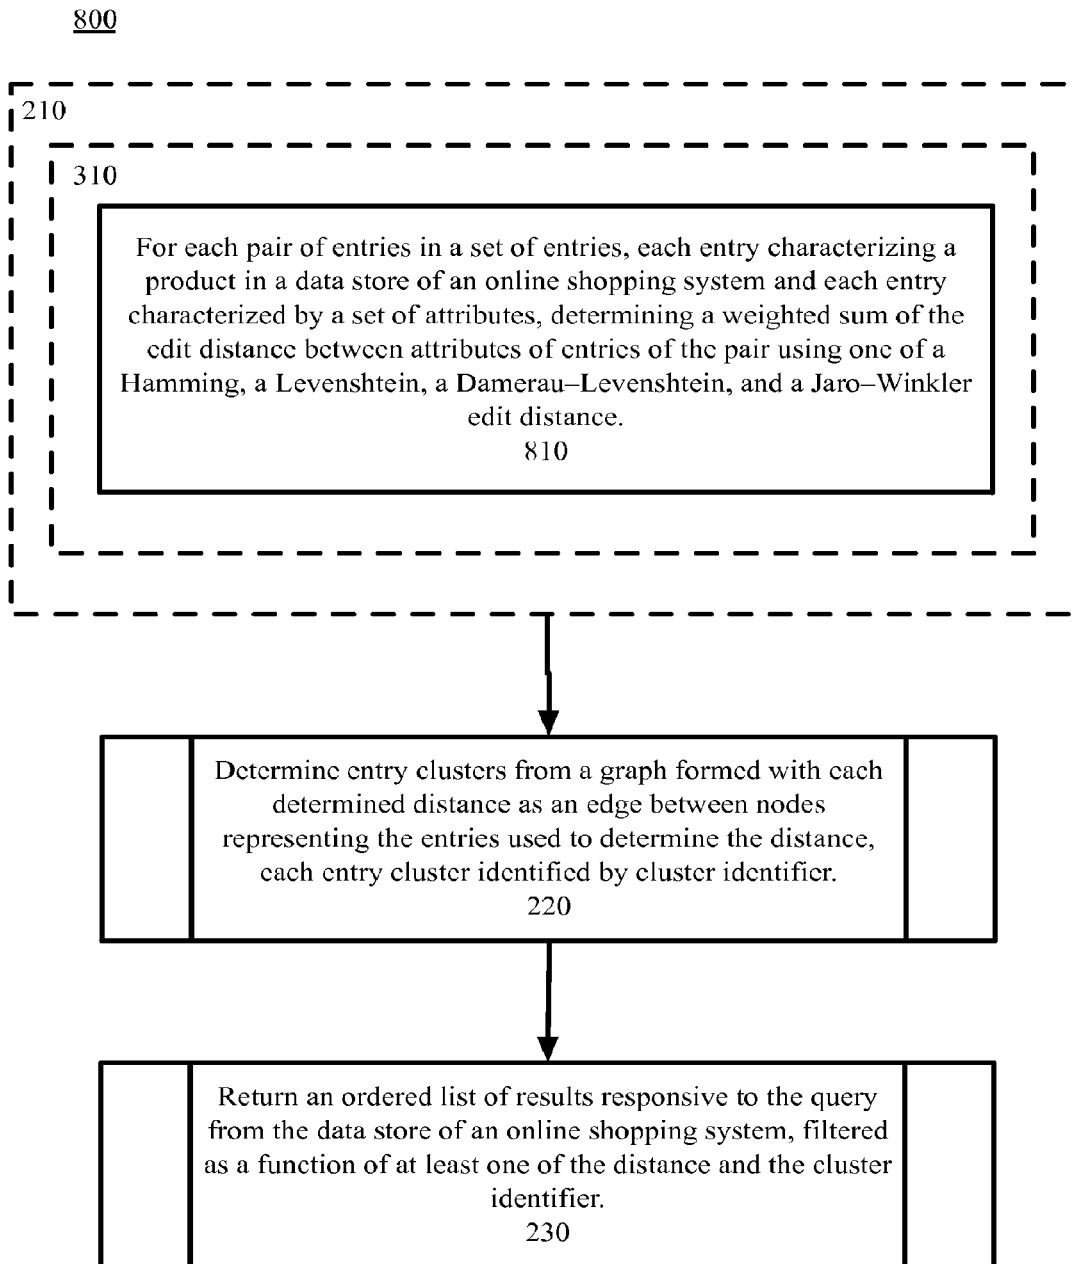 800
210
310
For each pair of entries in a set of entries, each entry characterizing a
product in a data store of an online shopping system and each entry
characterized by a set of attributes, determining a weighted sum of the
edit distance between attributes of entries of the pair using one of a
Hamming, a Levenshtein, a Damerau–Levenshtein, and a Jaro–Winkler
edit distance.
810
Determine entry clusters from a graph formed with each
determined distance as an edge between nodes
representing the entries used to determine the distance,
each entry cluster identified by cluster identifier.
220
Return an ordered list of results responsive to the query
from the data store of an online shopping system, filtered
as a function of at least one of the distance and the cluster
identifier.
230